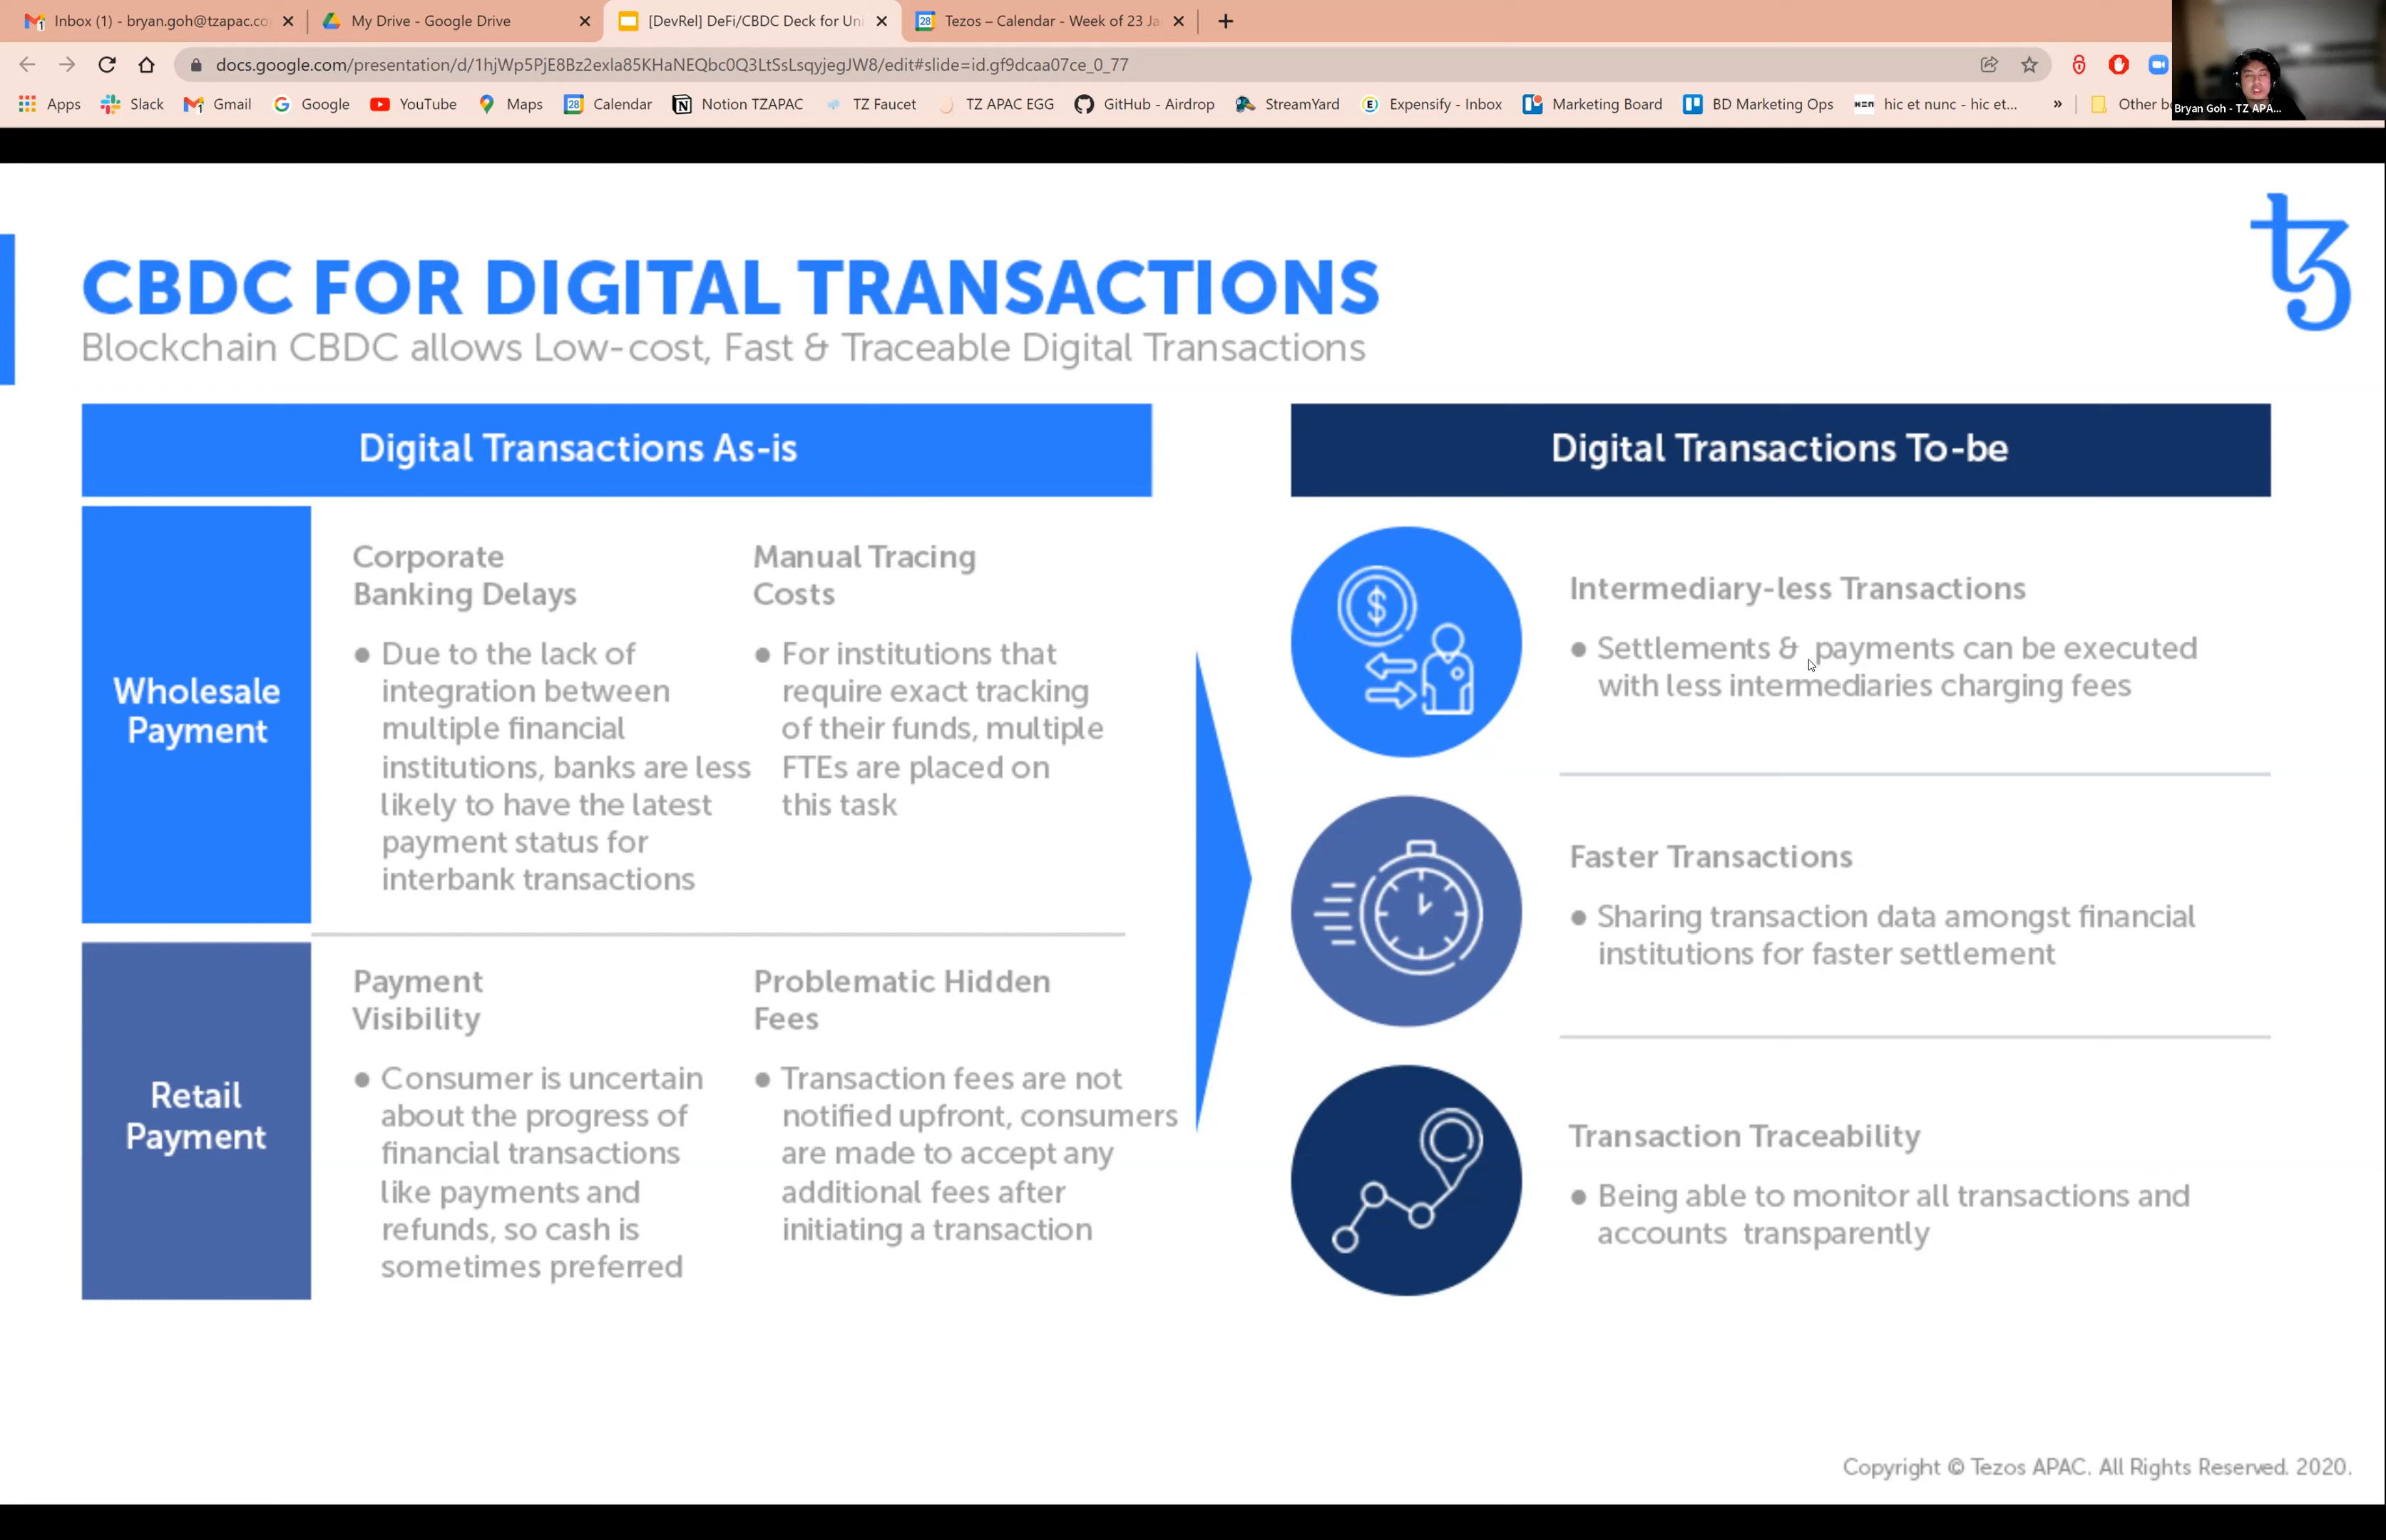 Inbox (1) - bryan.goh@tzapac.co
My Drive - Google Drive
[DevRel] DeFi/CBDC Deck for Uni
Tezos – Calendar - Week of 23 Ja
docs.google.com/presentation/d/1hjWp5PjE8Bz2exla85KHaNEQbc0Q3LtSsLsqyjegJW8/edit#slide=id.gf9dcaa07ce_0_77
Apps Slack Gmail Google YouTube Maps Calendar Notion TZAPAC TZ Faucet TZ APAC EGG GitHub - Airdrop StreamYard Expensify - Inbox Marketing Board BD Marketing Ops hic et nunc - hic et... » Other b
Bryan Goh - TZ APA...
CBDC FOR DIGITAL TRANSACTIONS
Blockchain CBDC allows Low-cost, Fast & Traceable Digital Transactions
Digital Transactions As-is
Wholesale
Payment
Corporate
Banking Delays
● Due to the lack of
integration between
multiple financial
institutions, banks are less
likely to have the latest
payment status for
interbank transactions
Manual Tracing
Costs
● For institutions that
require exact tracking
of their funds, multiple
FTEs are placed on
this task
Retail
Payment
Payment
Visibility
● Consumer is uncertain
about the progress of
financial transactions
like payments and
refunds, so cash is
sometimes preferred
Problematic Hidden
Fees
● Transaction fees are not
notified upfront, consumers
are made to accept any
additional fees after
initiating a transaction
Digital Transactions To-be
$
Intermediary-less Transactions
● Settlements & payments can be executed
with less intermediaries charging fees
Faster Transactions
● Sharing transaction data amongst financial
institutions for faster settlement
Transaction Traceability
● Being able to monitor all transactions and
accounts transparently
Copyright © Tezos APAC. All Rights Reserved. 2020.